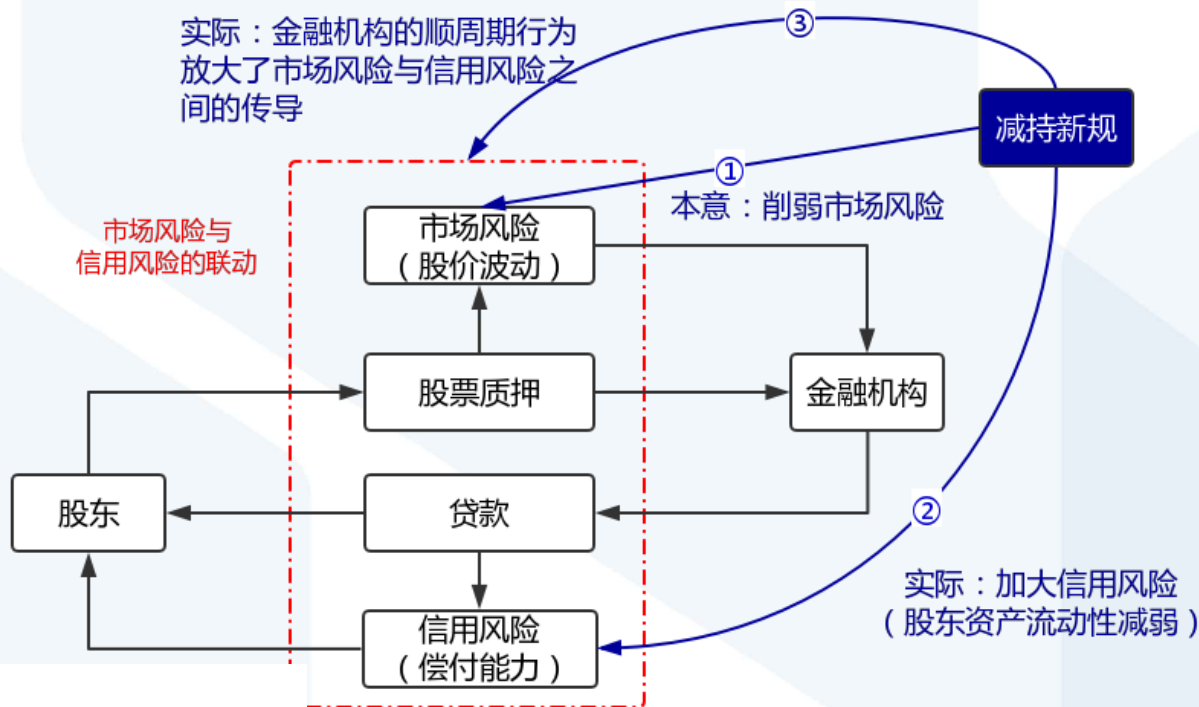 实际：金融机构的顺周期行为
放大了市场风险与信用风险之
间的传导
③
减持新规
①
本意：削弱市场风险
市场风险与
信用风险的联动
市场风险
（股价波动）
股票质押
金融机构
股东
贷款
②
实际：加大信用风险
（股东资产流动性减弱）
信用风险
（偿付能力）